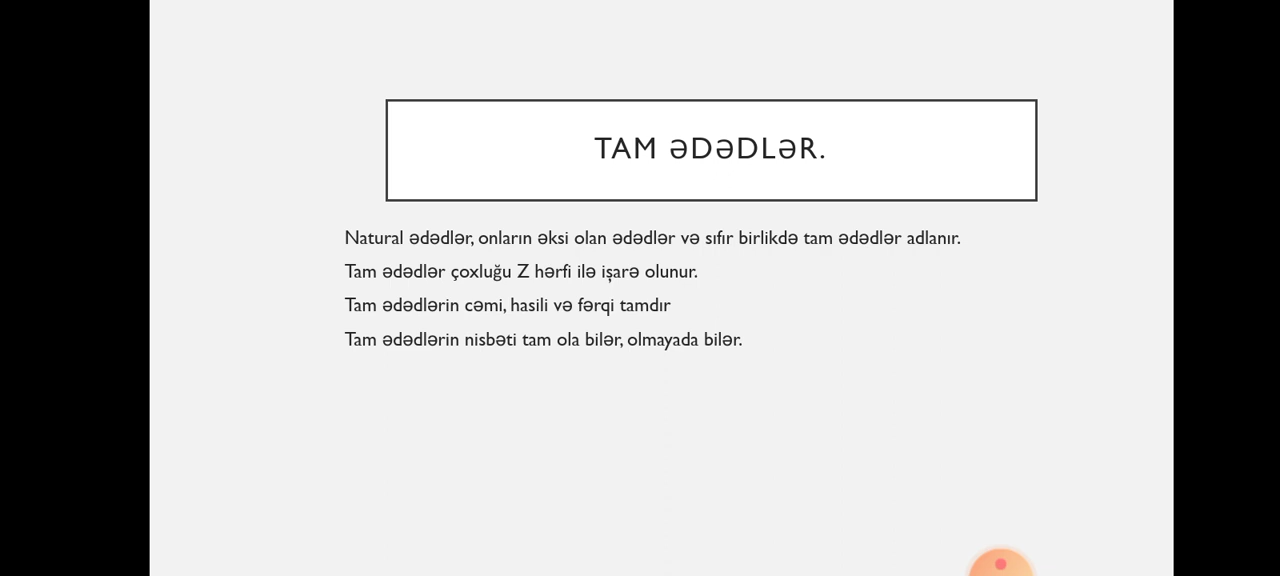 TAM ƏDƏDLƏR.
Natural ədədlər, onların əksi olan ədədlər və sıfır birlikdə tam ədədlər adlanır.
Tam ədədlər çoxluğu Z hərfi ilə işarə olunur.
Tam ədədlərin cəmi, hasili və fərqi tamdır
Tam ədədlərin nisbəti tam ola bilər, olmayada bilər.